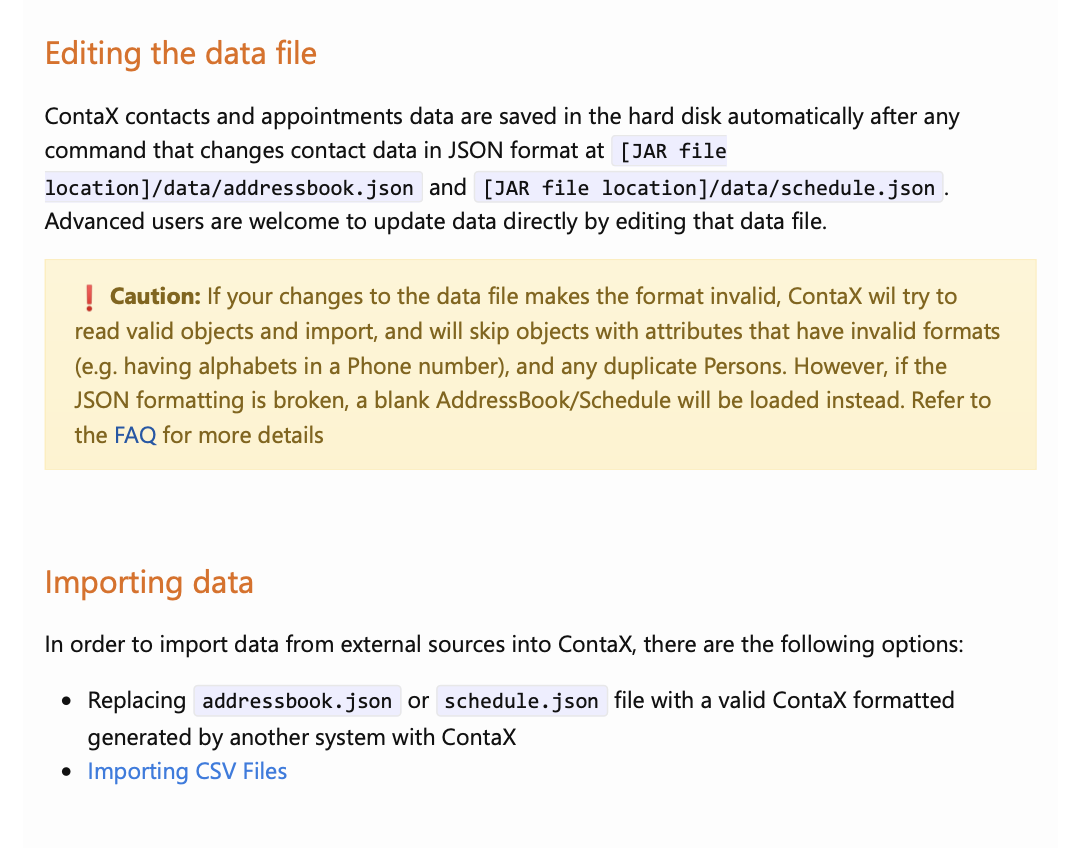 Editing the data file
ContaX contacts and appointments data are saved in the hard disk automatically after any
command that changes contact data in JSON format at [JAR file
location]/data/addressbook.json and [JAR file location]/data/schedule.json.
Advanced users are welcome to update data directly by editing that data file.
❗ Caution: If your changes to the data file makes the format invalid, ContaX wil try to
read valid objects and import, and will skip objects with attributes that have invalid formats
(e.g. having alphabets in a Phone number), and any duplicate Persons. However, if the
JSON formatting is broken, a blank AddressBook/Schedule will be loaded instead. Refer to
the FAQ for more details
Importing data
In order to import data from external sources into ContaX, there are the following options:
• Replacing addressbook.json or schedule.json file with a valid ContaX formatted
generated by another system with ContaX
• Importing CSV Files